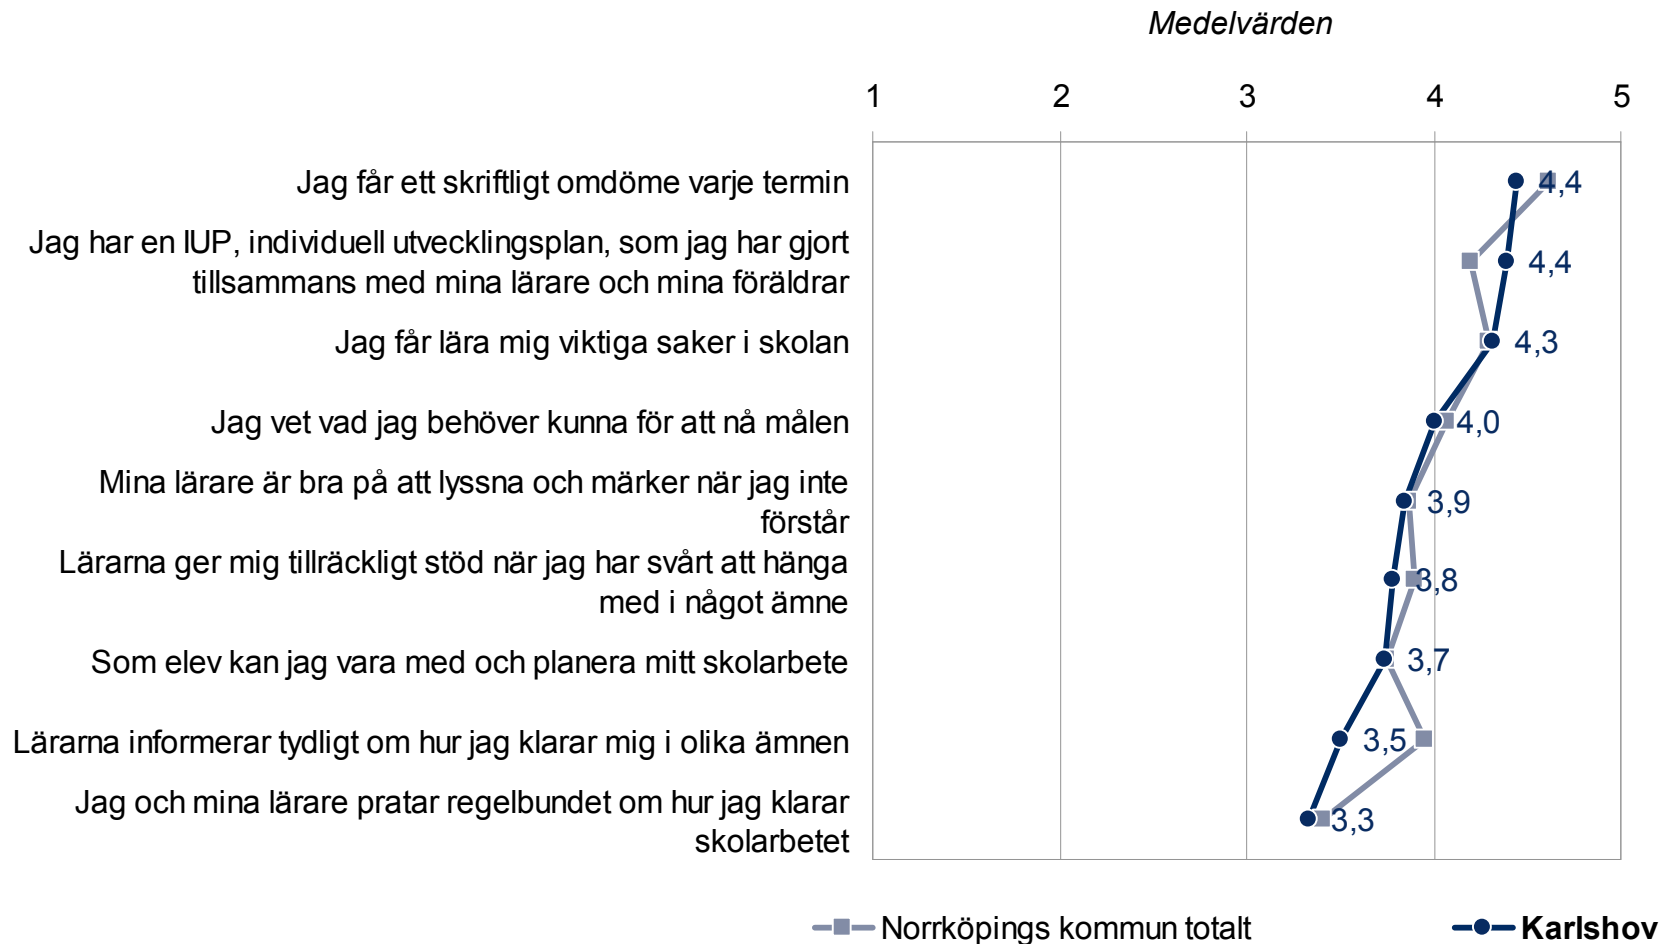 Medelvärden
1 2 3 4 5
Jag får ett skriftligt omdöme varje termin 4,4
Jag har en IUP, individuell utvecklingsplan, som jag har gjort
tillsammans med mina lärare och mina föräldrar 4,4
Jag får lära mig viktiga saker i skolan 4,3
Jag vet vad jag behöver kunna för att nå målen 4,0
Mina lärare är bra på att lyssna och märker när jag inte
förstår 3,9
Lärarna ger mig tillräckligt stöd när jag har svårt att hänga
med i något ämne 3,8
Som elev kan jag vara med och planera mitt skolarbete 3,7
Lärarna informerar tydligt om hur jag klarar mig i olika ämnen 3,5
Jag och mina lärare pratar regelbundet om hur jag klarar
skolarbetet 3,3
Norrköpings kommun totalt Karlshov